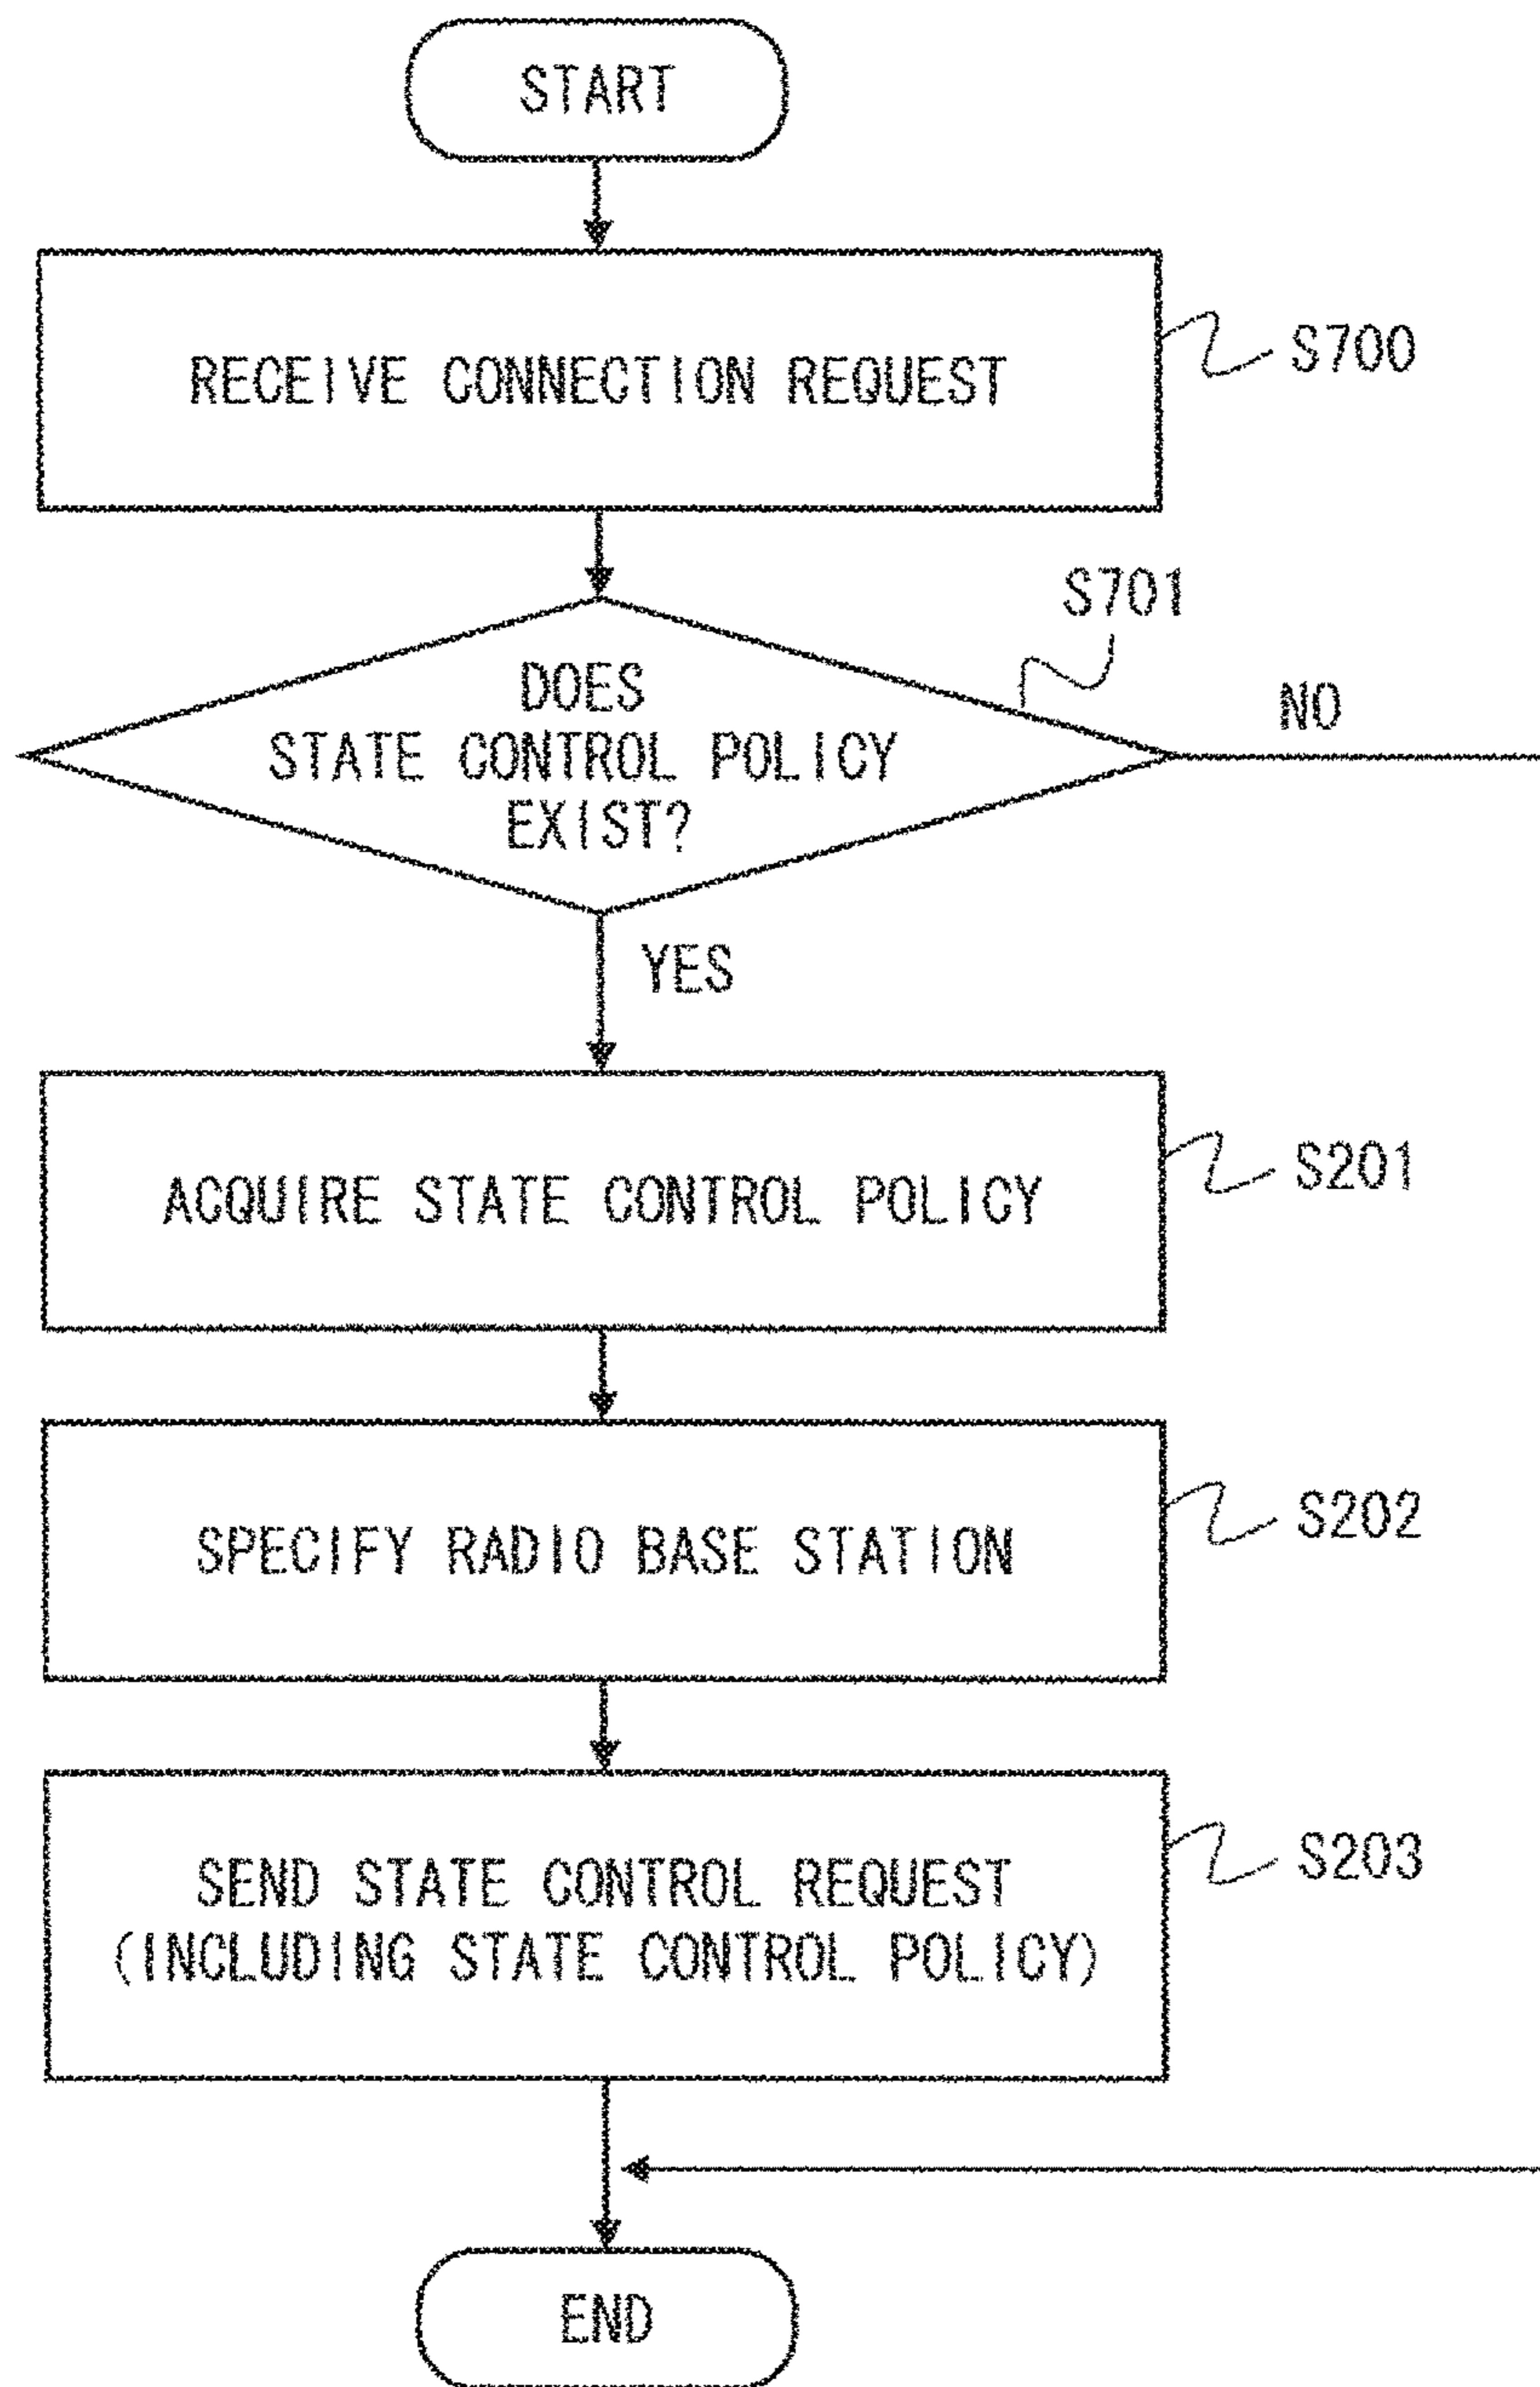 START
RECEIVE CONNECTION REQUEST
S700
S701
DOES
STATE CONTROL POLICY
EXIST?
NO
YES
ACQUIRE STATE CONTROL POLICY
S201
SPECIFY RADIO BASE STATION
S202
SEND STATE CONTROL REQUEST
(INCLUDING STATE CONTROL POLICY)
S203
END